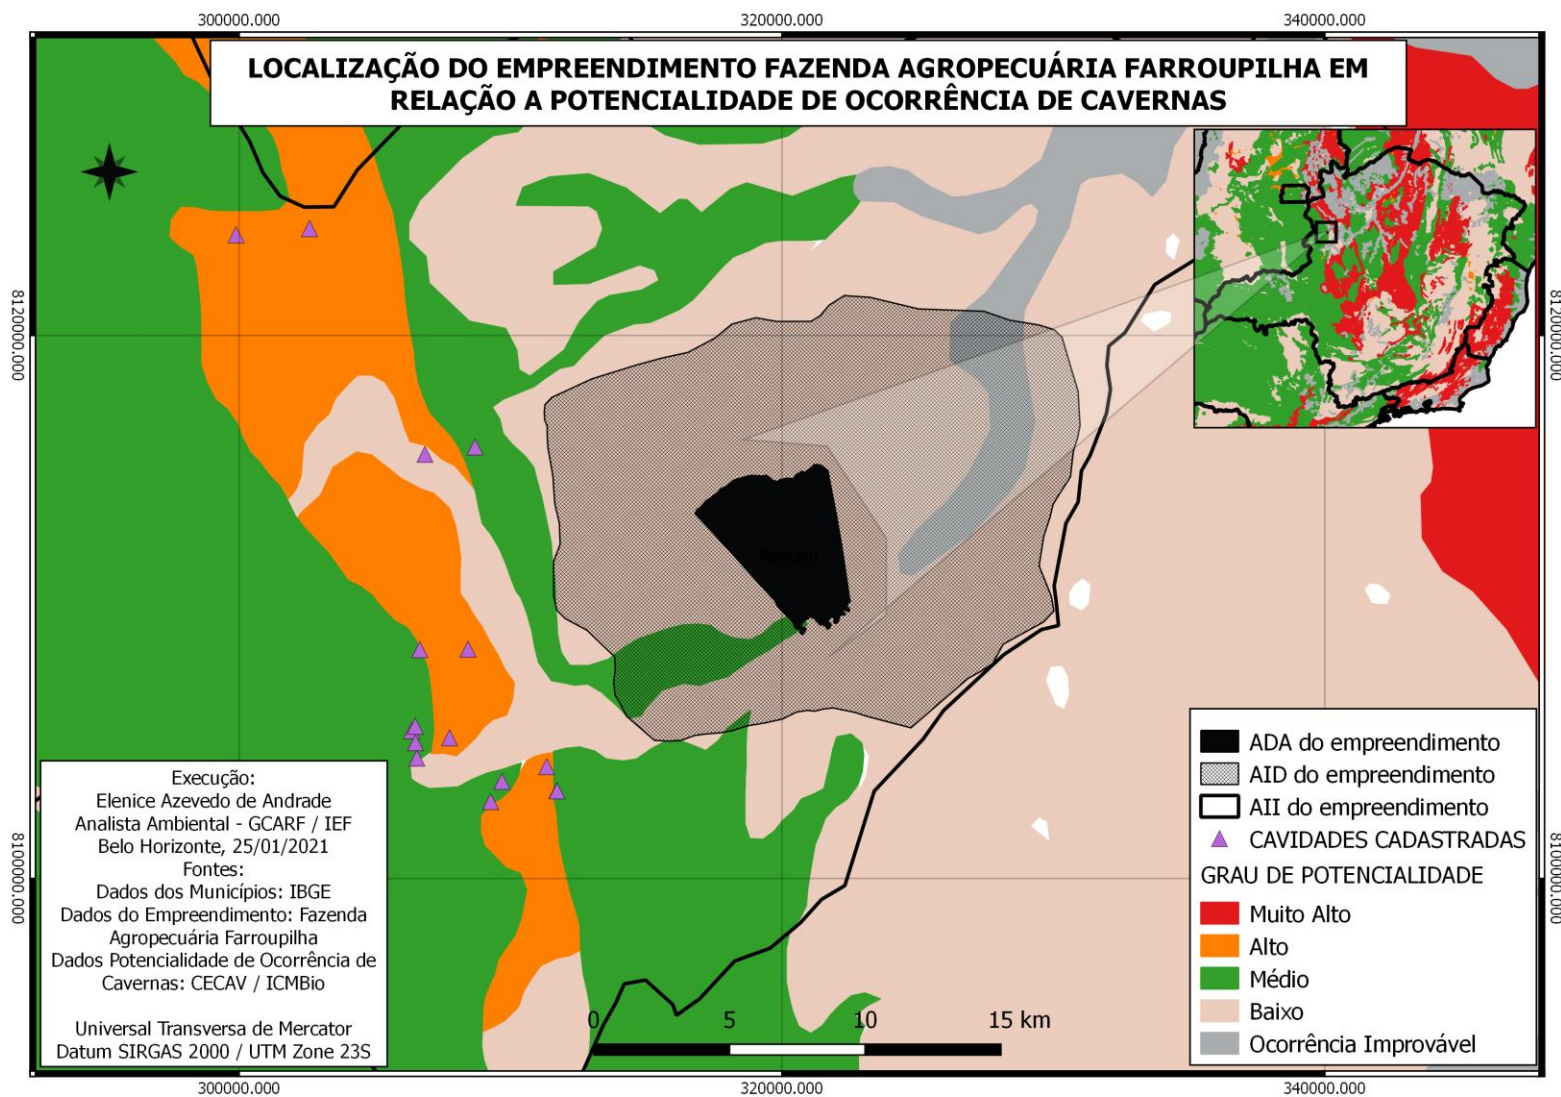 300000.000
320000.000
340000.000
LOCALIZAÇÃO DO EMPREENDIMENTO FAZENDA AGROPECUÁRIA FARROUPILHA EM
RELAÇÃO A POTENCIALIDADE DE OCORRÊNCIA DE CAVERNAS
8120000.000
8120000.000
8100000.000
8100000.000
ADA do empreendimento
AID do empreendimento
AII do empreendimento
CAVIDADES CADASTRADAS
GRAU DE POTENCIALIDADE
Muito Alto
Alto
Médio
Baixo
Ocorrência Improvável
Execução:
Elenice Azevedo de Andrade
Analista Ambiental - GCARF / IEF
Belo Horizonte, 25/01/2021
Fontes:
Dados dos Municípios: IBGE
Dados do Empreendimento: Fazenda
Agropecuária Farroupilha
Dados Potencialidade de Ocorrência de
Cavernas: CECAV / ICMBio
Universal Transversa de Mercator
Datum SIRGAS 2000 / UTM Zone 23S
0 5 10 15 km
300000.000
320000.000
340000.000